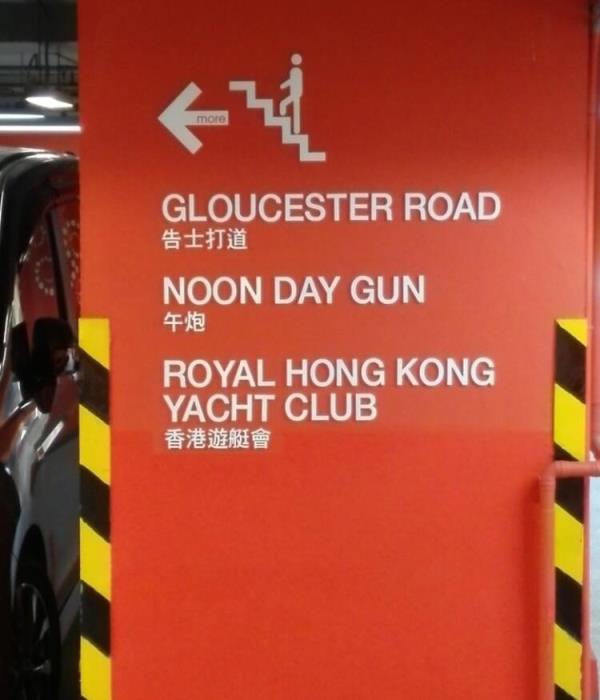 more
GLOUCESTER ROAD
告士打道
NOON DAY GUN
午炮
ROYAL HONG KONG
YACHT CLUB
香港遊艇會